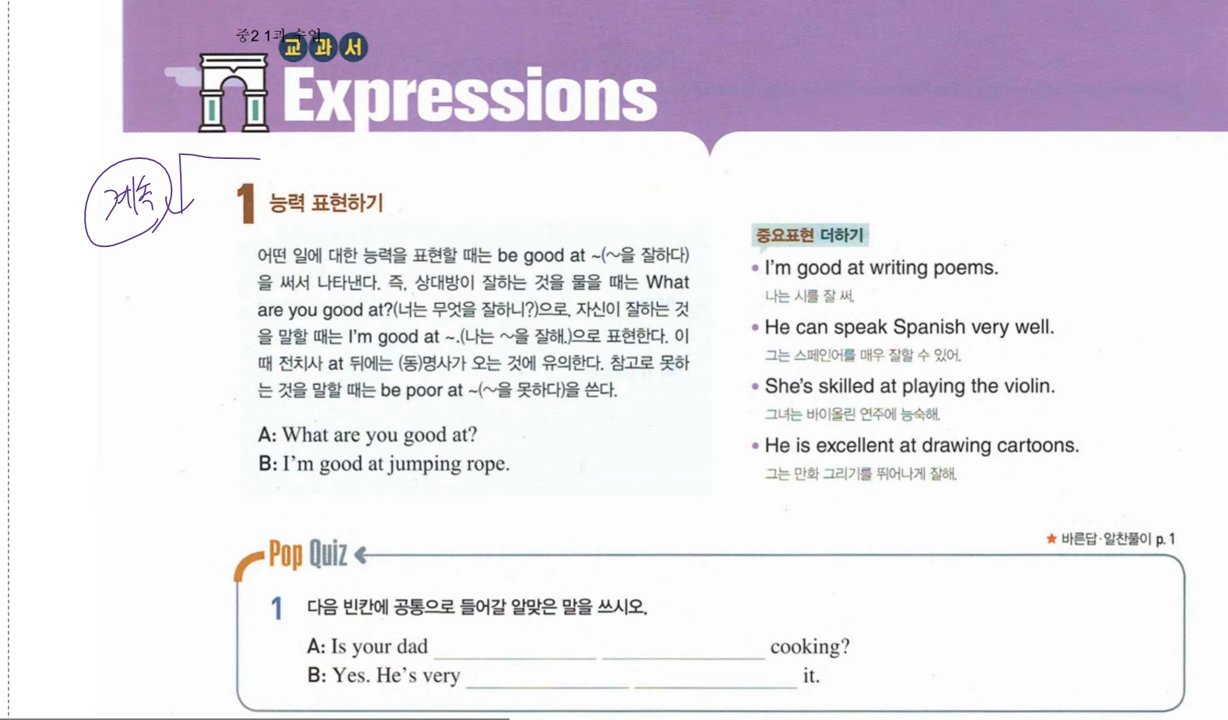 중2 1과 수업
교과서
Expressions
계속
1 능력 표현하기
어떤 일에 대한 능력을 표현할 때는 be good at ~(~을 잘하다)
을 써서 나타낸다. 즉, 상대방이 잘하는 것을 물을 때는 What
are you good at?(너는 무엇을 잘하니?)으로, 자신이 잘하는 것
을 말할 때는 I'm good at ~.(나는 ~을 잘해.)으로 표현한다. 이
때 전치사 at 뒤에는 (동)명사가 오는 것에 유의한다. 참고로 못하
는 것을 말할 때는 be poor at ~(~을 못하다)을 쓴다.
A: What are you good at?
B: I'm good at jumping rope.
중요표현 더하기
• I'm good at writing poems.
나는 시를 잘 써.
• He can speak Spanish very well.
그는 스페인어를 매우 잘할 수 있어.
• She's skilled at playing the violin.
그녀는 바이올린 연주에 능숙해.
• He is excellent at drawing cartoons.
그는 만화 그리기를 뛰어나게 잘해.
★ 바른답·알찬풀이 p. 1
Pop Quiz
1 다음 빈칸에 공통으로 들어갈 알맞은 말을 쓰시오.
A: Is your dad ____ ____ cooking?
B: Yes. He's very ____ ____ it.